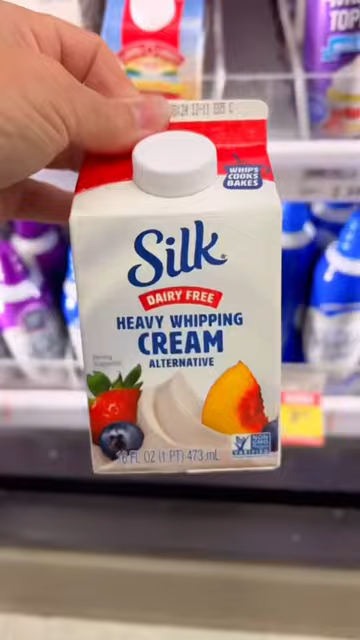 WHIPS
COOKS
BAKES
Silk
DAIRY FREE
HEAVY WHIPPING
CREAM
ALTERNATIVE
16 FL OZ (1 PT) 473 mL
NON
GMO
VERIFIED